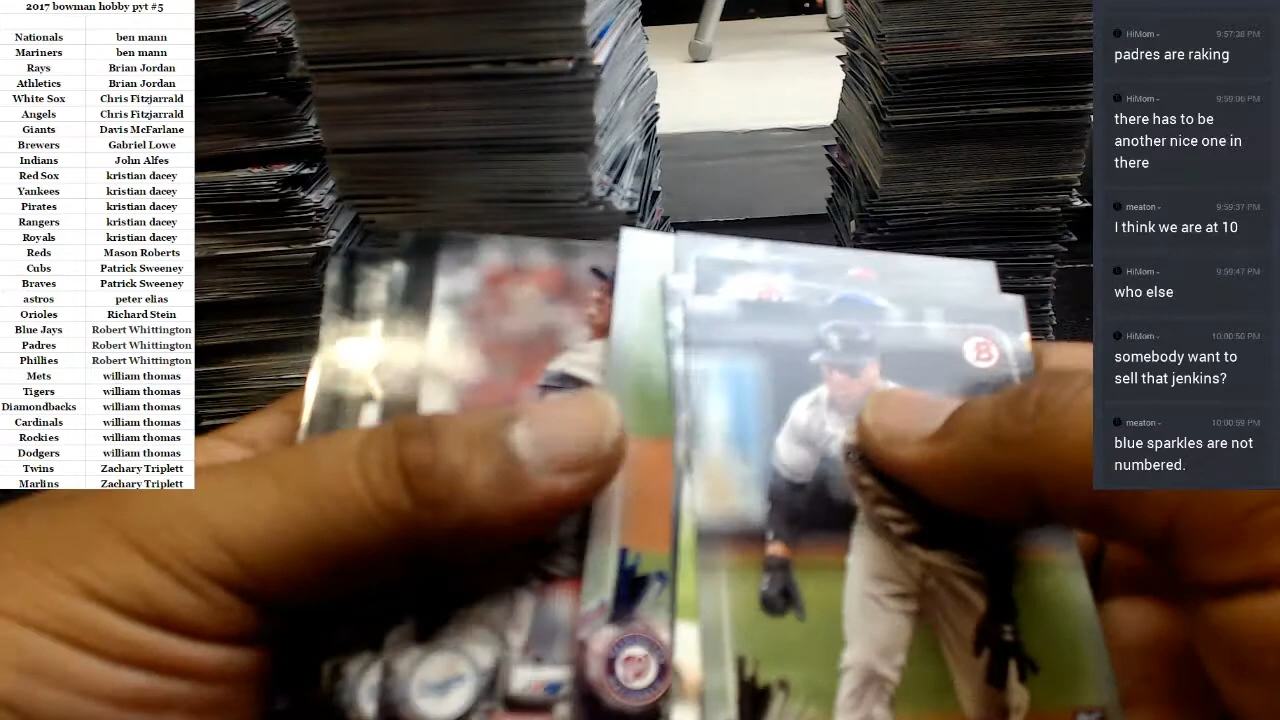 2017 bowman hobby pyt #5
Nationals ben mann
Mariners ben mann
Rays Brian Jordan
Athletics Brian Jordan
White Sox Chris Fitzjarrald
Angels Chris Fitzjarrald
Giants Davis McFarlane
Brewers Gabriel Lowe
Indians John Alfes
Red Sox kristian dacey
Yankees kristian dacey
Pirates kristian dacey
Rangers kristian dacey
Royals kristian dacey
Reds Mason Roberts
Cubs Patrick Sweeney
Braves Patrick Sweeney
astros peter elias
Orioles Richard Stein
Blue Jays Robert Whittington
Padres Robert Whittington
Phillies Robert Whittington
Mets william thomas
Tigers william thomas
Diamondbacks william thomas
Cardinals william thomas
Rockies william thomas
Dodgers william thomas
Twins Zachary Triplett
Marlins Zachary Triplett
B
W
HiMom 9:57:38 PM
padres are raking
HiMom 9:59:06 PM
there has to be
another nice one in
there
meaton 9:59:37 PM
I think we are at 10
HiMom 9:59:47 PM
who else
HiMom 10:00:50 PM
somebody want to
sell that jenkins?
meaton 10:00:59 PM
blue sparkles are not
numbered.